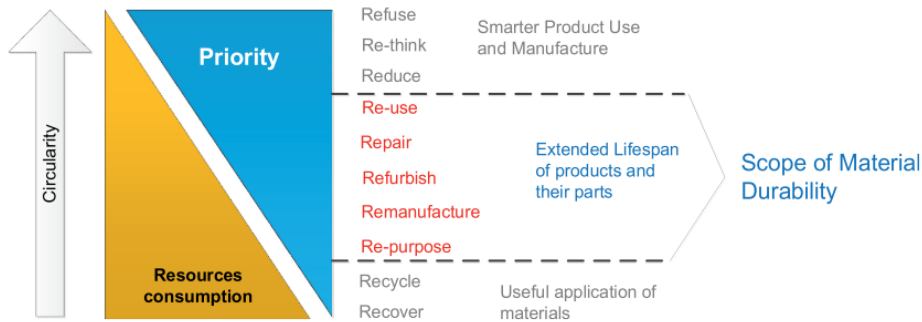 Circularity
Priority
Resources
consumption
Refuse
Re-think
Reduce
Smarter Product Use
and Manufacture
Re-use
Repair
Refurbish
Remanufacture
Re-purpose
Extended Lifespan
of products and
their parts
Scope of Material
Durability
Recycle
Recover
Useful application of
materials